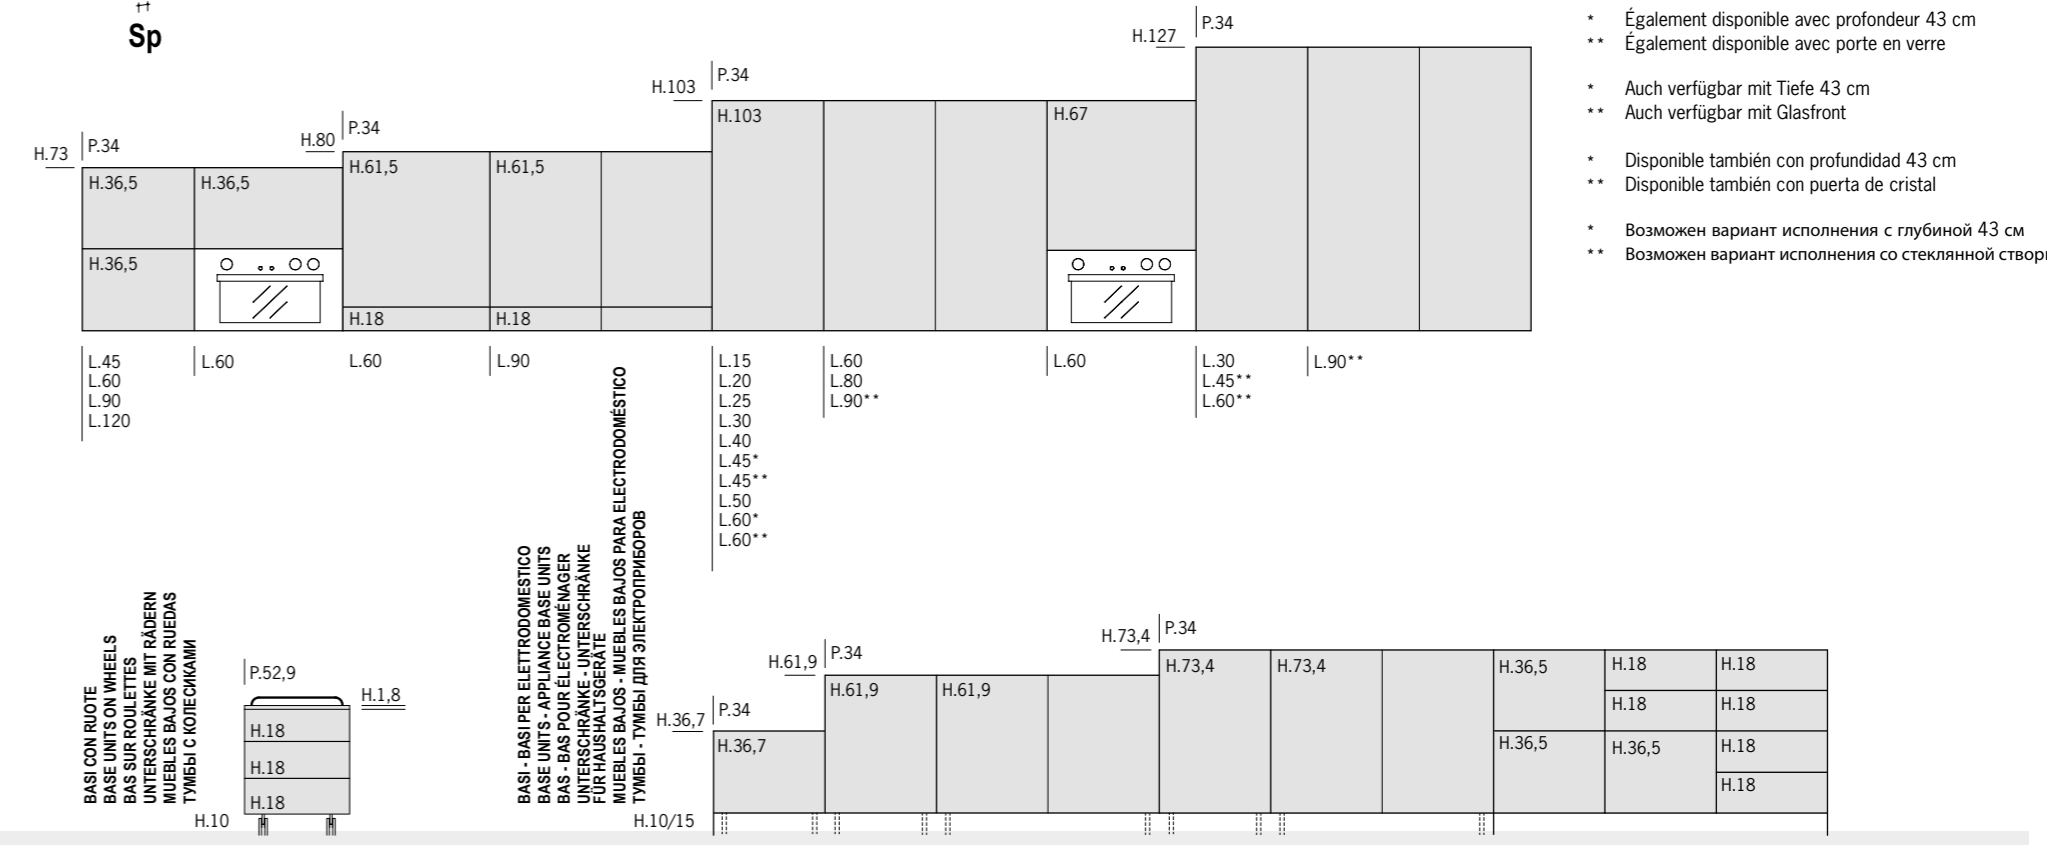 Sp
H.73
P.34
H.36,5
H.36,5
H.36,5
H.80
P.34
H.61,5
H.61,5
H.18
H.18
H.103
P.34
H.103
H.67
H.127
P.34
L.45
L.60
L.90
L.120
L.60
L.60
L.90
L.15
L.20
L.25
L.30
L.40
L.45*
L.45**
L.50
L.60*
L.60**
L.60
L.80
L.90**
L.60
L.30
L.45**
L.60**
L.90**
* Également disponible avec profondeur 43 cm
** Également disponible avec porte en verre
* Auch verfügbar mit Tiefe 43 cm
** Auch verfügbar mit Glasfront
* Disponible también con profundidad 43 cm
** Disponible también con puerta de cristal
* Возможен вариант исполнения с глубиной 43 см
** Возможен вариант исполнения со стеклянной
BASI CON RUOTE
BASE UNITS ON WHEELS
BAS SUR ROULETTES
UNTERSCHRÄNKE MIT RÄDERN
MUEBLES BAJOS CON RUEDAS
ТУМБЫ С КОЛЕСИКАМИ
P.52,9
H.1,8
H.18
H.18
H.18
H.10
BASI - BASI PER ELETTRODOMESTICO
BASE UNITS - APPLIANCE BASE UNITS
BAS - BAS POUR ÉLECTROMÉNAGER
UNTERSCHRÄNKE - UNTERSCHRÄNKE
FÜR HAUSHALTSGERÄTE
MUEBLES BAJOS - MUEBLES BAJOS PARA ELECTRODOMÉSTICO
ТУМБЫ - ТУМБЫ ДЛЯ ЭЛЕКТРОПРИБОРОВ
H.36,7
P.34
H.36,7
H.10/15
H.61,9
P.34
H.61,9
H.61,9
H.73,4
P.34
H.73,4
H.73,4
H.36,5
H.36,5
H.18
H.18
H.36,5
H.18
H.18
H.18
H.18